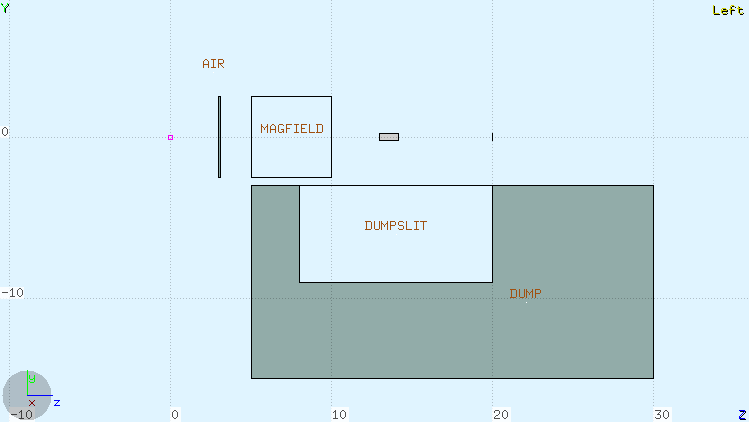 Y
Left
AIR
0
MAGFIELD
DUMPSLIT
-10
DUMP
y
x
z
-10
0
10
20
30
Z